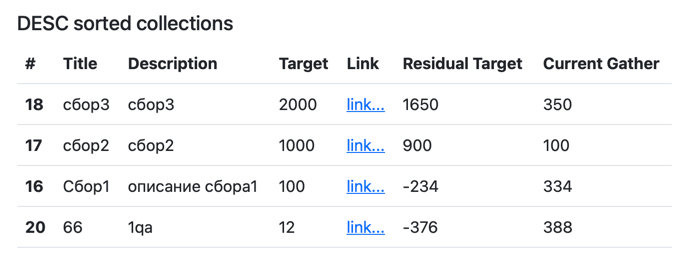 DESC sorted collections
# Title Description Target Link Residual Target Current Gather
18 сбор3 сбор3 2000 link... 1650 350
17 сбор2 сбор2 1000 link... 900 100
16 Сбор1 описание сбора1 100 link... -234 334
20 66 1qa 12 link... -376 388